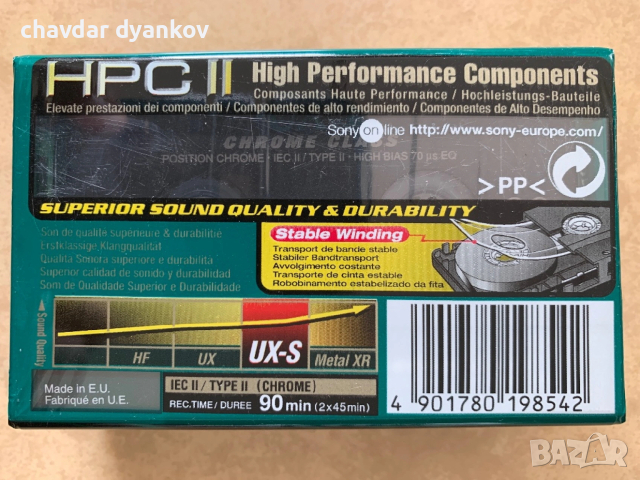 chavdar dyankov
HPC II High Performance Components
Composants Haute Performance / Hochleistungs-Bauteile
Elevate prestazioni dei componenti / Componentes de alto rendimiento / Componentes de Alto Desempenho
Sony on line http://www.sony-europe.com/
CHROME CLASS
POSITION CHROME · IEC II / TYPE II · HIGH BIAS 70 µs EQ
>PP<
SUPERIOR SOUND QUALITY & DURABILITY
Son de qualité supérieure & durabilité
Erstklassige Klangqualität
Qualita Sonora superiore e durabilità
Superior calidad de sonido y durabilidad
Som de Qualidade Superior e Durabilidade
Stable Winding
Transport de bande stable
Stabiler Bandtransport
Avvolgimento costante
Transporte de cinta estable
Robobinamento estabelizado da fita
Sound Quality
HF UX UX-S Metal XR
Made in E.U.
Fabriqué en U.E.
IEC II / TYPE II (CHROME)
REC.TIME / DUREE 90 min (2x45min)
4 901780 198542
BAZAR